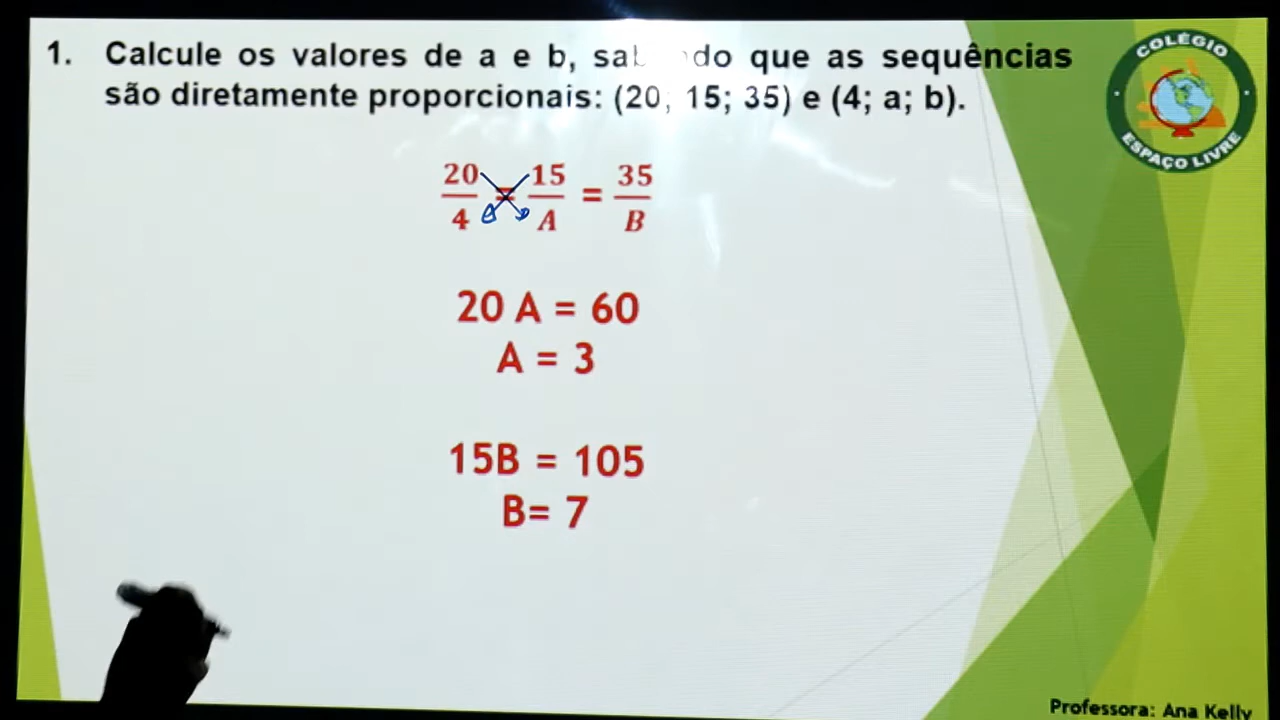 1. Calcule os valores de a e b, do que as sequências
são diretamente proporcionais: (20; 15; 35) e (4; a; b).
20/4 = 15/A = 35/B
20 A = 60
A = 3
15B = 105
B= 7
COLÉGIO
ESPAÇO LIVRE
Professora: Ana Kelly